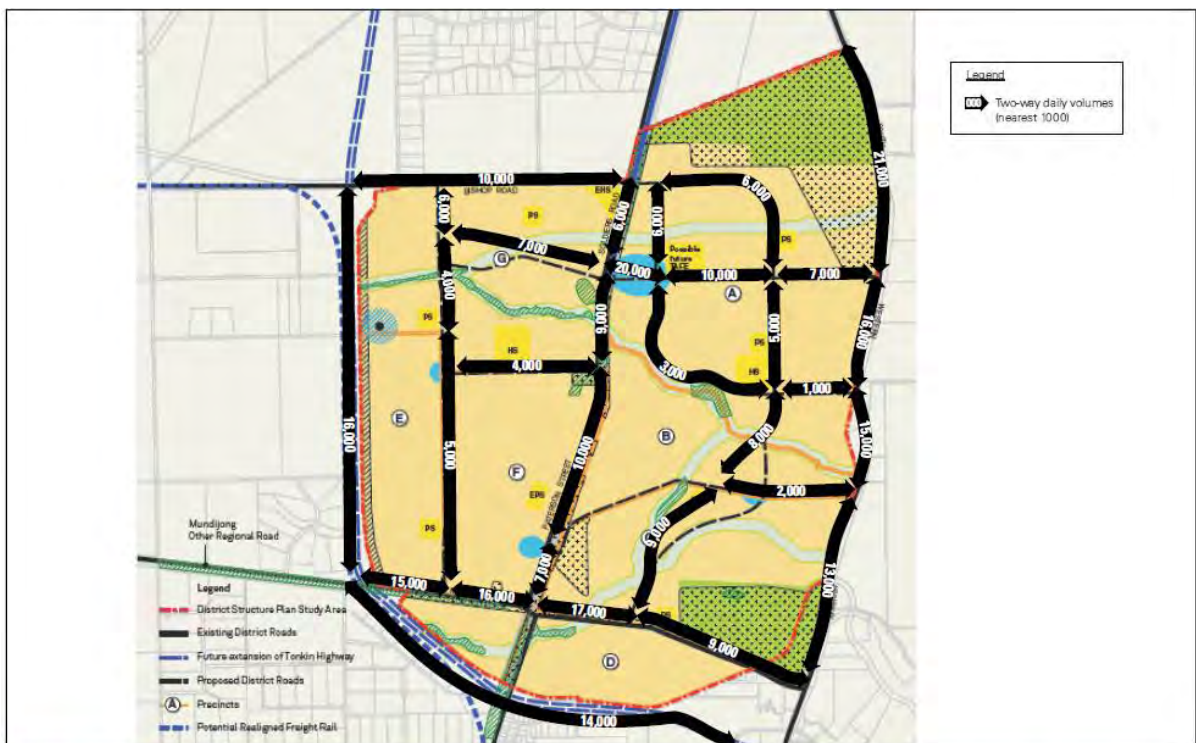 Legend
000 Two-way daily volumes
(nearest 1000)
21,000
10,000
BISHOP ROAD
EHS
6,000
6,000
PS
6,000
SOLDIERS ROAD
6,000
Possible
future
PS
7,000
G
20,000
10,000
7,000
A
4,000
9,000
5,000
16,000
PS
HS
PS
HS
4,000
3,000
1,000
E
16,000
B
8,000
15,000
5,000
F
10,000
EPS
PATERSON STREET
2,000
PS
7,000
13,000
Mundijong
Other Regional Road
15,000
16,000
17,000
PS
9,000
D
14,000
Legend
District Structure Plan Study Area
Existing District Roads
Future extension of Tonkin Highway
Proposed District Roads
A Precincts
Potential Realigned Freight Rail